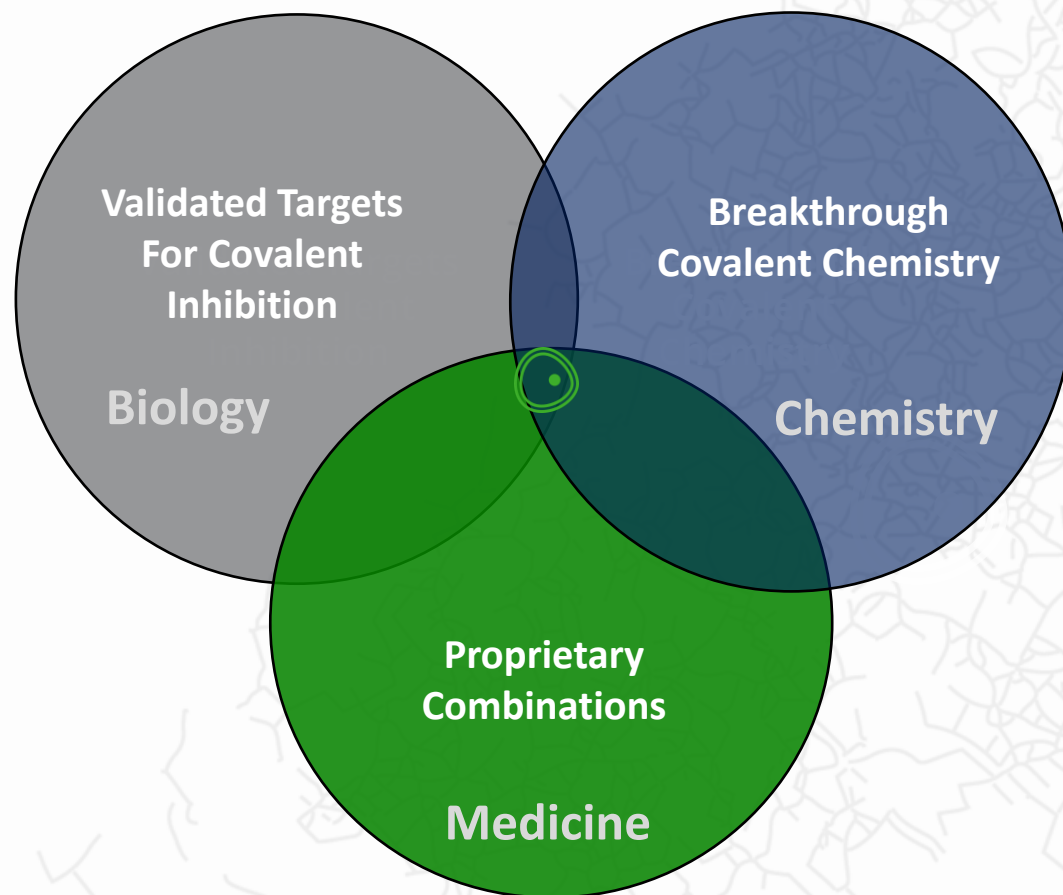 Validated Targets
For Covalent
Inhibition
Biology
Breakthrough
Covalent Chemistry
Chemistry
Proprietary
Combinations
Medicine